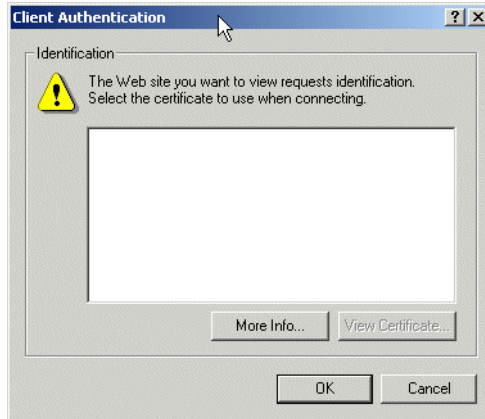 Client Authentication
Identification
The Web site you want to view requests identification.
Select the certificate to use when connecting.
More Info...
View Certificate...
OK
Cancel